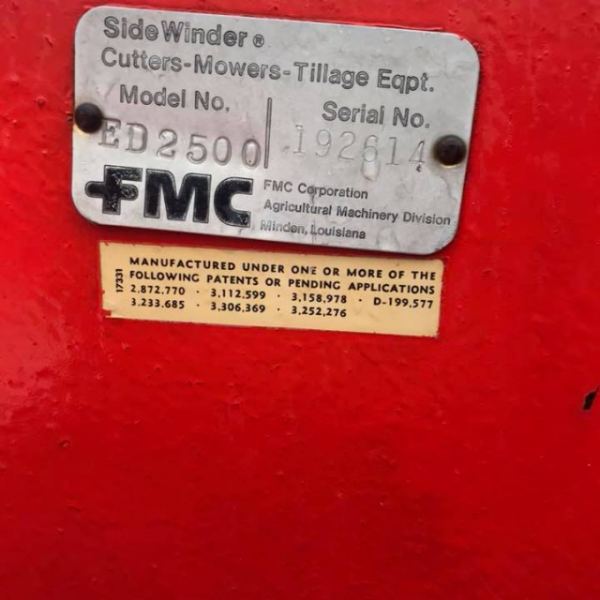 SideWinder®
Cutters-Mowers-Tillage Eqpt.
Model No. Serial No.
ED2500 192614
FMC
FMC Corporation
Agricultural Machinery Division
Minden, Louisiana
17331
MANUFACTURED UNDER ONE OR MORE OF THE
FOLLOWING PATENTS OR PENDING APPLICATIONS
2.872.770 · 3,112,599 · 3,158,978 · D-199,577
3.233,685 · 3,306,369 · 3,252,276